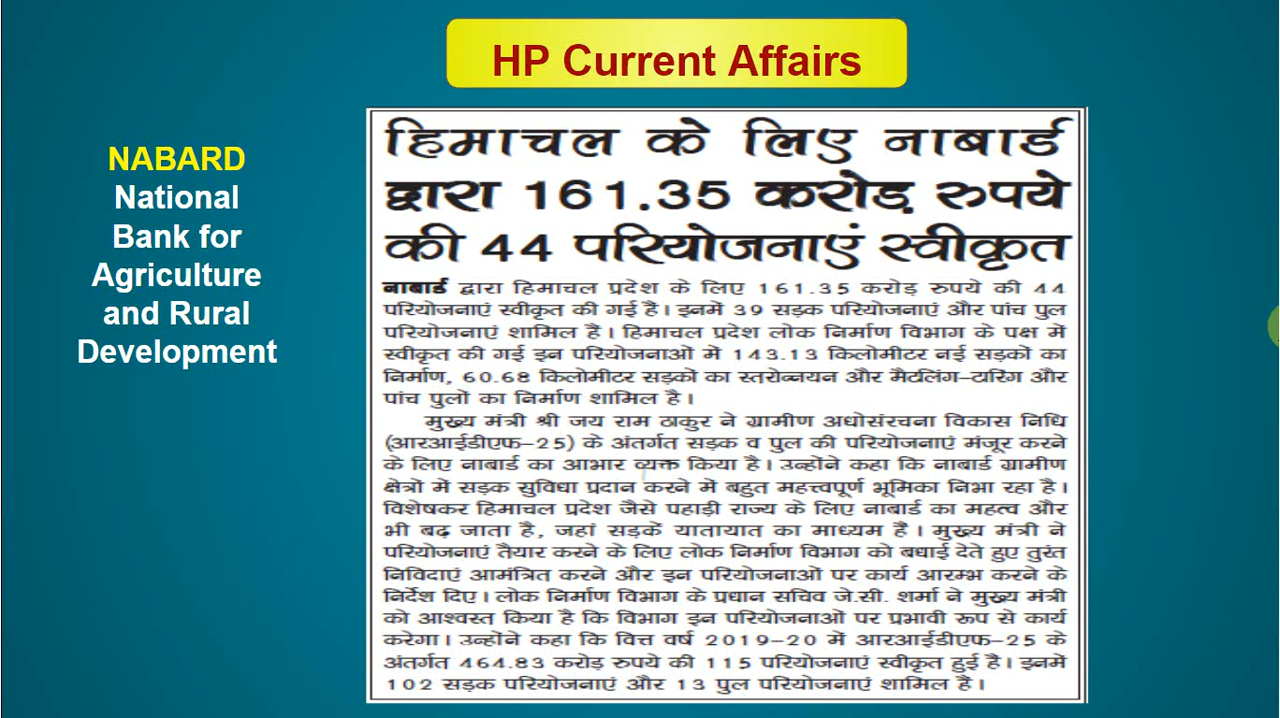 HP Current Affairs
NABARD
National
Bank for
Agriculture
and Rural
Development
हिमाचल के लिए नाबार्ड
द्वारा 161.35 करोड़ रुपये
की 44 परियोजनाएं स्वीकृत
नाबार्ड द्वारा हिमाचल प्रदेश के लिए 161.35 करोड़ रुपये की 44
परियोजनाएं स्वीकृत की गई हैं। इनमें 39 सड़क परियोजनाएं और पांच पुल
परियोजनाएं शामिल हैं। हिमाचल प्रदेश लोक निर्माण विभाग के पक्ष में
स्वीकृत की गई इन परियोजनाओं में 143.13 किलोमीटर नई सड़कों का
निर्माण, 60.68 किलोमीटर सड़कों का स्तरोन्नयन और मैटलिंग-टारिंग और
पांच पुलों का निर्माण शामिल है।
मुख्य मंत्री श्री जय राम ठाकुर ने ग्रामीण अधोसंरचना विकास निधि
(आरआईडीएफ-25) के अंतर्गत सड़क व पुल की परियोजनाएं मंजूर करने
के लिए नाबार्ड का आभार व्यक्त किया है। उन्होंने कहा कि नाबार्ड ग्रामीण
क्षेत्रों में सड़क सुविधा प्रदान करने में बहुत महत्त्वपूर्ण भूमिका निभा रहा है।
विशेषकर हिमाचल प्रदेश जैसे पहाड़ी राज्य के लिए नाबार्ड का महत्व और
भी बढ़ जाता है, जहां सड़कें यातायात का माध्यम हैं। मुख्य मंत्री ने
परियोजनाएं तैयार करने के लिए लोक निर्माण विभाग को बधाई देते हुए तुरंत
निविदाएं आमंत्रित करने और इन परियोजनाओं पर कार्य आरम्भ करने के
निर्देश दिए। लोक निर्माण विभाग के प्रधान सचिव जे.सी. शर्मा ने मुख्य मंत्री
को आश्वस्त किया है कि विभाग इन परियोजनाओं पर प्रभावी रूप से कार्य
करेगा। उन्होंने कहा कि वित्त वर्ष 2019-20 में आरआईडीएफ-25 के
अंतर्गत 464.83 करोड़ रुपये की 115 परियोजनाएं स्वीकृत हुई हैं। इनमें
102 सड़क परियोजनाएं और 13 पुल परियोजनाएं शामिल हैं।